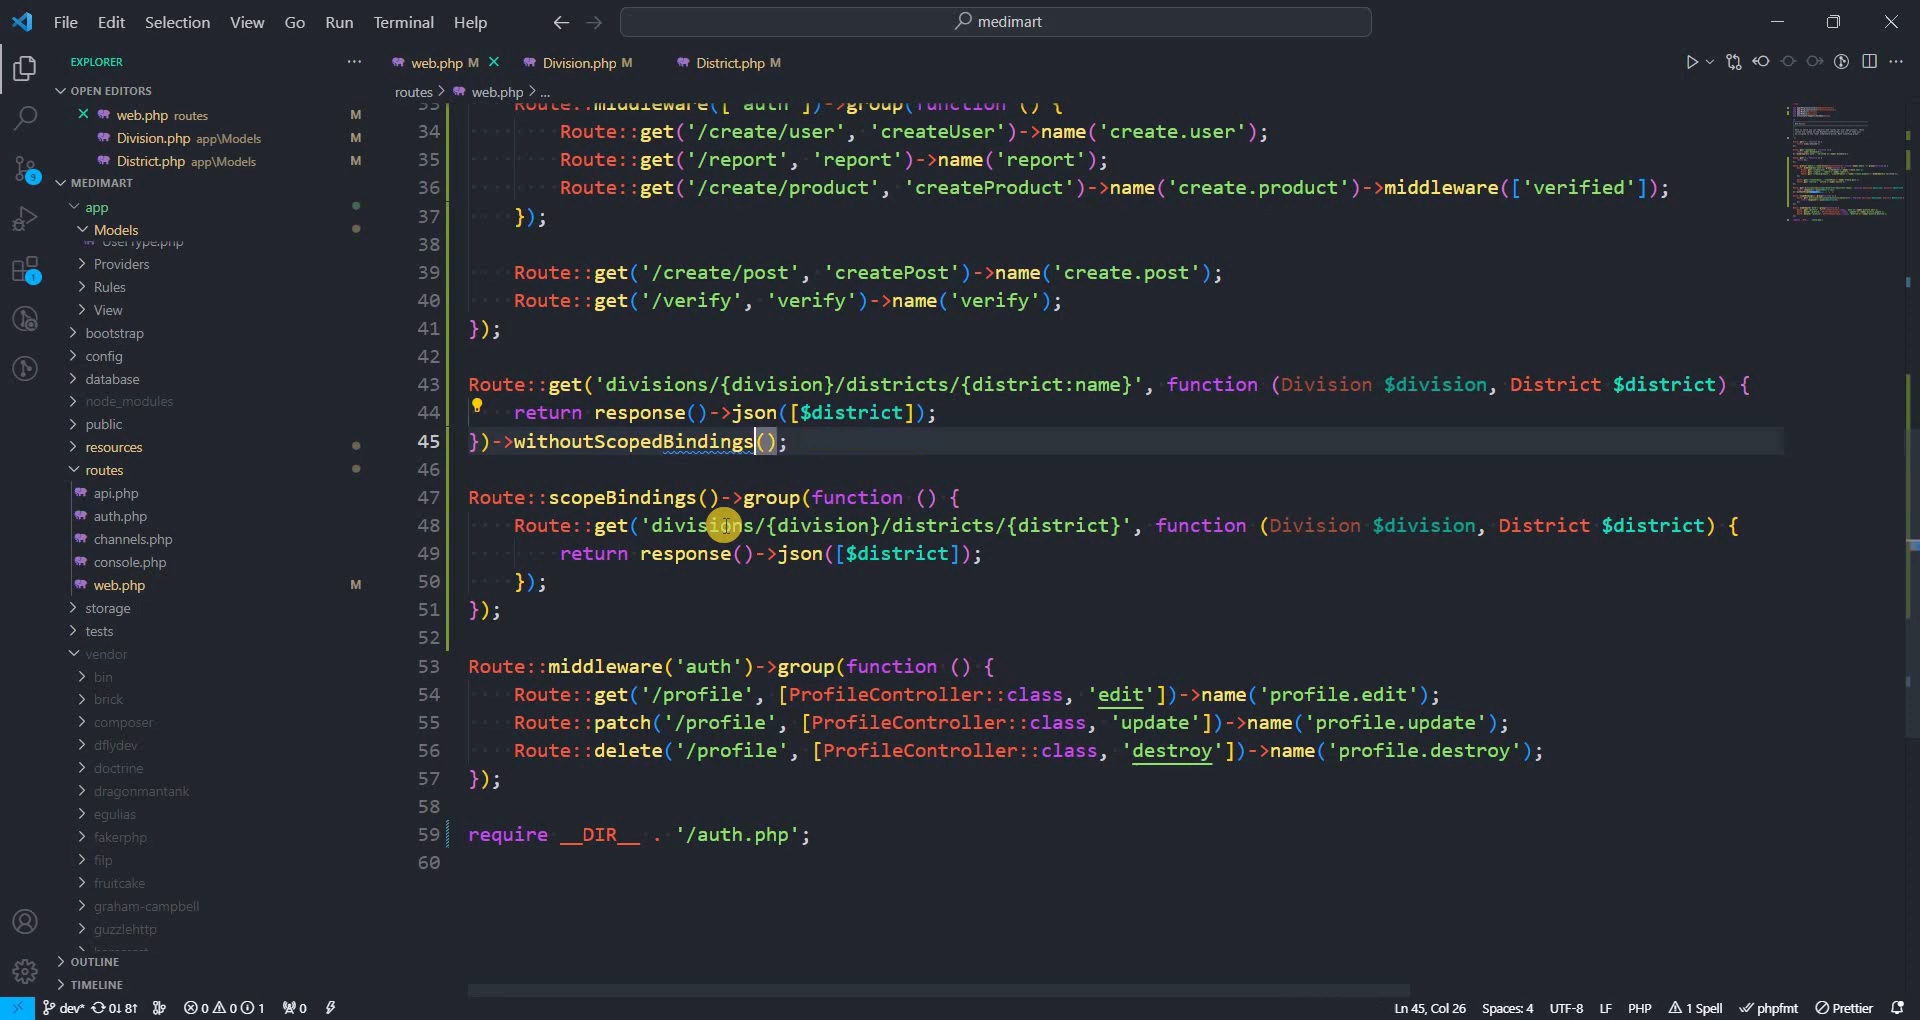 File Edit Selection View Go Run Terminal Help
medimart
EXPLORER
OPEN EDITORS
web.php routes M
Division.php app\Models M
District.php app\Models M
MEDIMART
app
Models
UserType.php
Providers
Rules
View
bootstrap
config
database
node_modules
public
resources
routes
api.php
auth.php
channels.php
console.php
web.php M
storage
tests
vendor
bin
brick
composer
dflydev
doctrine
dragonmantank
egulias
fakerphp
filp
fruitcake
graham-campbell
guzzlehttp
OUTLINE
TIMELINE
web.php M Division.php M District.php M
routes > web.php > ...
33 Route::middleware(['auth'])->group(function () {
34 Route::get('/create/user', 'createUser')->name('create.user');
35 Route::get('/report', 'report')->name('report');
36 Route::get('/create/product', 'createProduct')->name('create.product')->middleware(['verified']);
37 });
38
39 Route::get('/create/post', 'createPost')->name('create.post');
40 Route::get('/verify', 'verify')->name('verify');
41 });
42
43 Route::get('divisions/{division}/districts/{district:name}', function (Division $division, District $district) {
44 return response()->json([$district]);
45 })->withoutScopedBindings();
46
47 Route::scopeBindings()->group(function () {
48 Route::get('divisions/{division}/districts/{district}', function (Division $division, District $district) {
49 return response()->json([$district]);
50 });
51 });
52
53 Route::middleware('auth')->group(function () {
54 Route::get('/profile', [ProfileController::class, 'edit'])->name('profile.edit');
55 Route::patch('/profile', [ProfileController::class, 'update'])->name('profile.update');
56 Route::delete('/profile', [ProfileController::class, 'destroy'])->name('profile.destroy');
57 });
58
59 require __DIR__ . '/auth.php';
60
9
1
dev* 0↓ 8↑ 0 0 1 0 Ln 45, Col 26 Spaces: 4 UTF-8 LF PHP 1 Spell phpfmt Prettier